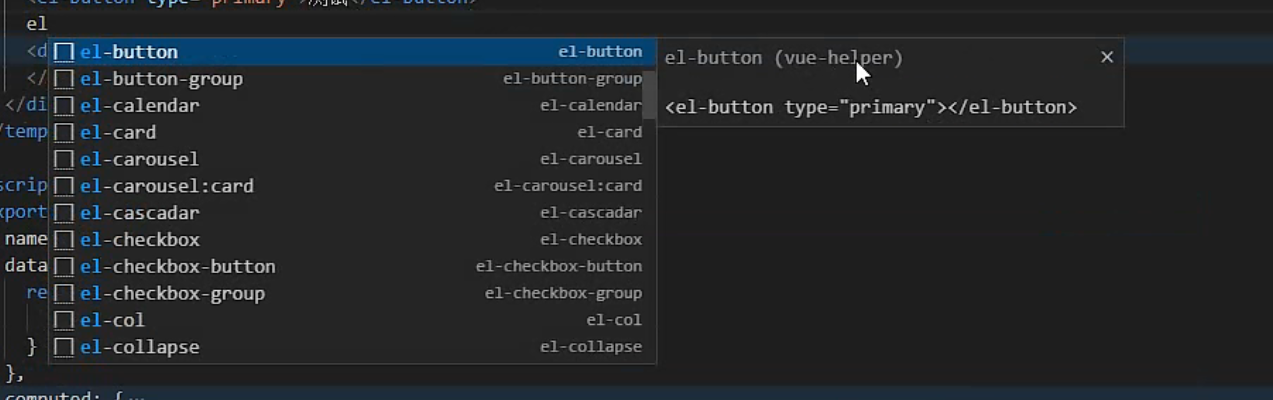 <el-button type="primary">测试</el-button>
el
<d
</
</di
/temp
scrip
xport
name
data
re
}
},
computed: {…
el-button el-button
el-button-group el-button-group
el-calendar el-calendar
el-card el-card
el-carousel el-carousel
el-carousel:card el-carousel:card
el-cascadar el-cascadar
el-checkbox el-checkbox
el-checkbox-button el-checkbox-button
el-checkbox-group el-checkbox-group
el-col el-col
el-collapse el-collapse
el-button (vue-helper) ×
<el-button type="primary"></el-button>